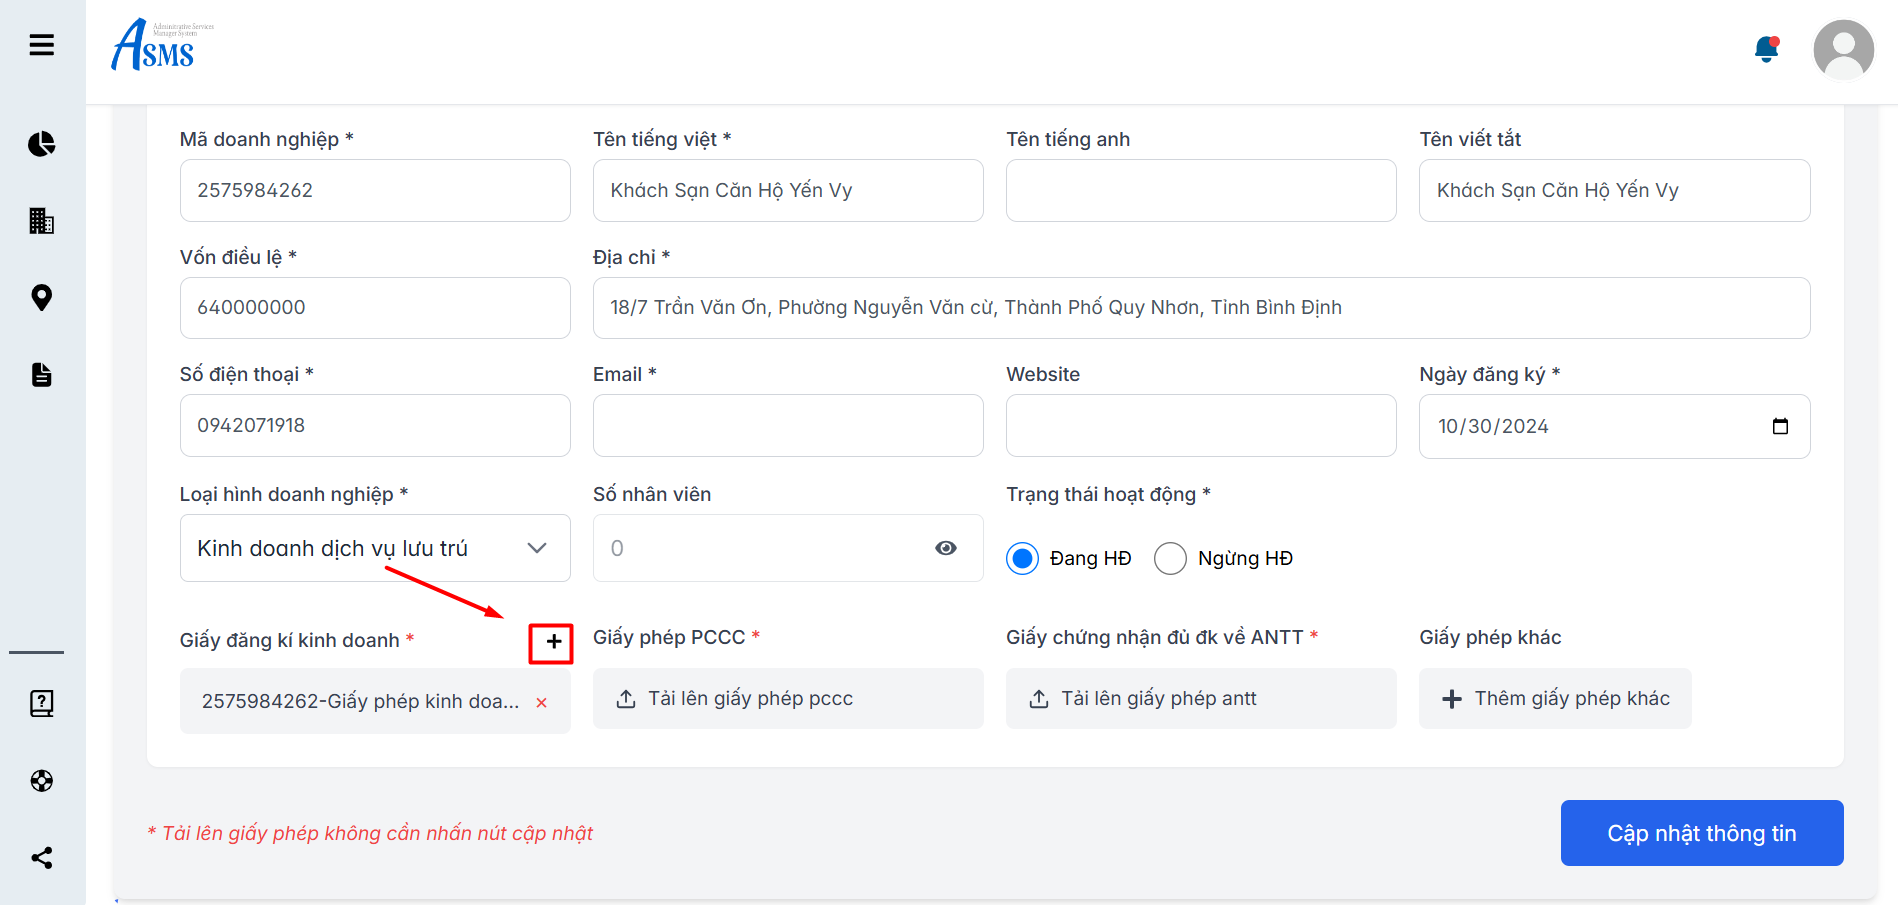 Administrative Services
Manager System
ASMS
Mã doanh nghiệp *
Tên tiếng việt *
Tên tiếng anh
Tên viết tắt
2575984262
Khách Sạn Căn Hộ Yến Vy
Khách Sạn Căn Hộ Yến Vy
Vốn điều lệ *
Địa chỉ *
640000000
18/7 Trần Văn Ơn, Phường Nguyễn Văn cừ, Thành Phố Quy Nhơn, Tỉnh Bình Định
Số điện thoại *
Email *
Website
Ngày đăng ký *
0942071918
10/30/2024
Loại hình doanh nghiệp *
Số nhân viên
Trạng thái hoạt động *
Kinh doanh dịch vụ lưu trú
0
Đang HĐ
Ngừng HĐ
Giấy đăng kí kinh doanh *
Giấy phép PCCC *
Giấy chứng nhận đủ đk về ANTT *
Giấy phép khác
2575984262-Giấy phép kinh doa...
Tải lên giấy phép pccc
Tải lên giấy phép antt
Thêm giấy phép khác
* Tải lên giấy phép không cần nhấn nút cập nhật
Cập nhật thông tin